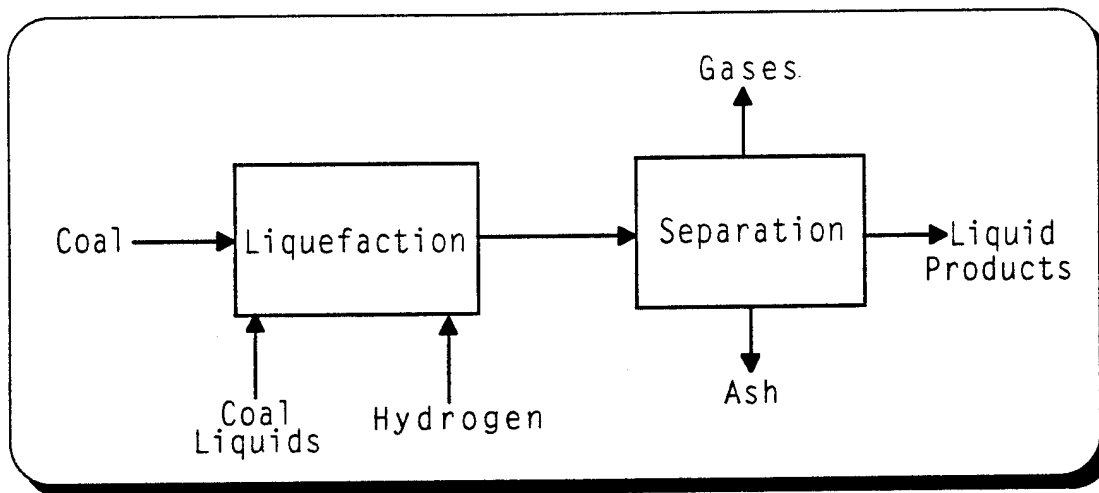 Gases
Coal
Liquefaction
Separation
Liquid
Products
Coal
Liquids
Hydrogen
Ash